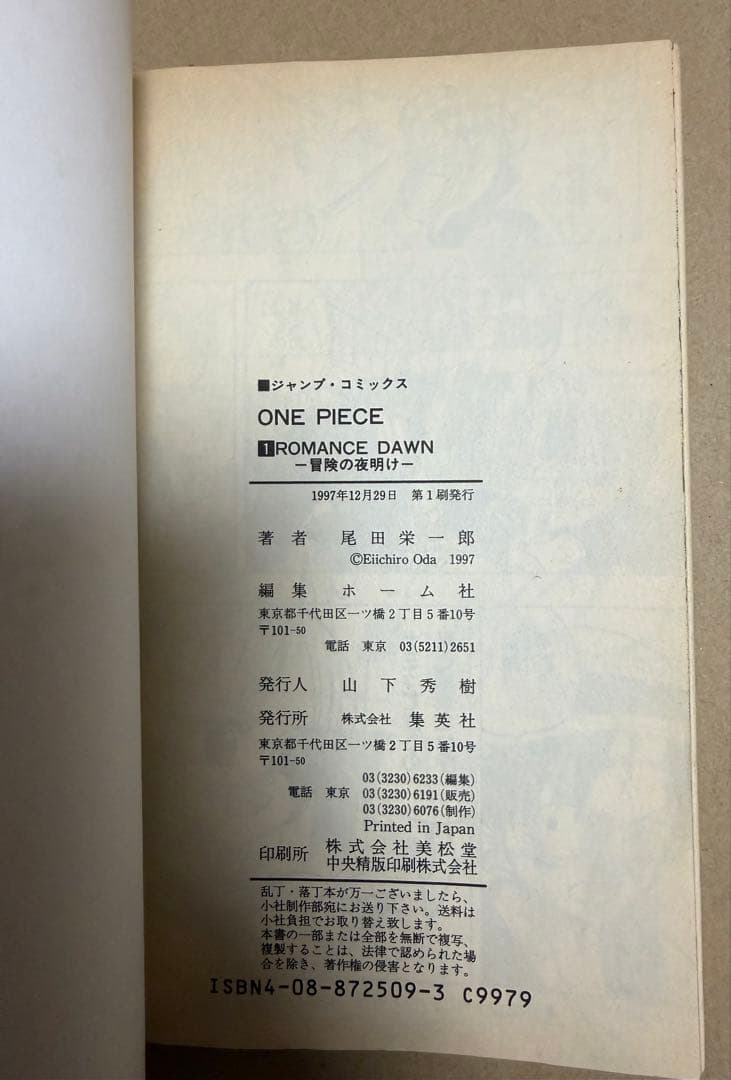 ■ジャンプ・コミックス
ONE PIECE
1 ROMANCE DAWN
―冒険の夜明け―
1997年12月29日 第1刷発行
著者 尾田栄一郎
©Eiichiro Oda 1997
編集 ホーム社
東京都千代田区一ツ橋2丁目5番10号
〒101-50
電話 東京 03(5211)2651
発行人 山下秀樹
発行所 株式会社 集英社
東京都千代田区一ツ橋2丁目5番10号
〒101-50
03(3230)6233(編集)
電話 東京 03(3230)6191(販売)
03(3230)6076(制作)
Printed in Japan
印刷所 株式会社美松堂
中央精版印刷株式会社
乱丁・落丁本が万一ございましたら、
小社制作部宛にお送り下さい。送料は
小社負担でお取り替え致します。
本書の一部または全部を無断で複写、
複製することは、法律で認められた場
合を除き、著作権の侵害となります。
ISBN4-08-872509-3 C9979